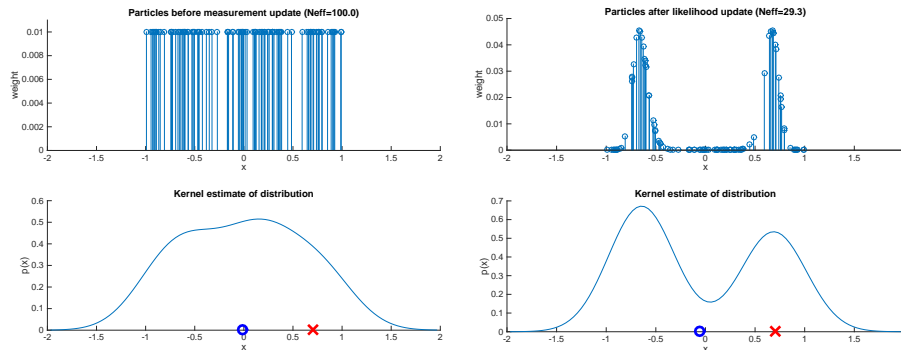 Particles before measurement update (Neff=100.0)
0.01
0.008
0.006
0.004
0.002
0
weight
-2 -1.5 -1 -0.5 0 0.5 1 1.5 2
x
Kernel estimate of distribution
0.6
0.5
0.4
0.3
0.2
0.1
0
p(x)
-2 -1.5 -1 -0.5 0 0.5 1 1.5 2
x
Particles after likelihood update (Neff=29.3)
0.05
0.04
0.03
0.02
0.01
0
weight
-2 -1.5 -1 -0.5 0 0.5 1 1.5
x
Kernel estimate of distribution
0.7
0.6
0.5
0.4
0.3
0.2
0.1
0
p(x)
-2 -1.5 -1 -0.5 0 0.5 1 1.5
x